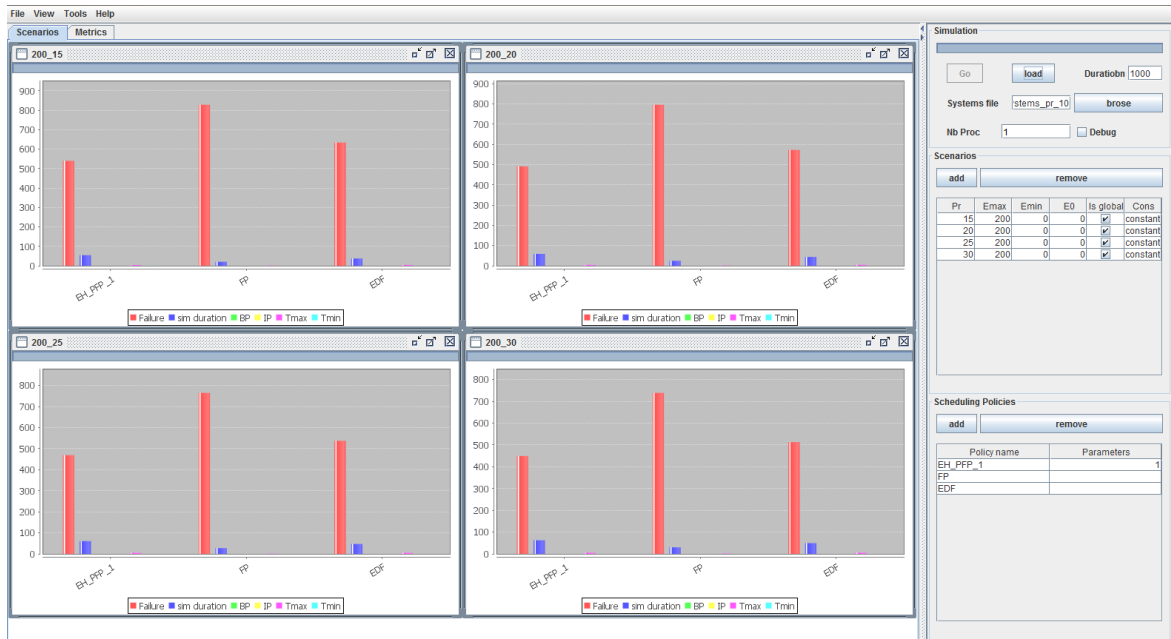 File View Tools Help
Scenarios Metrics
200_15
900
800
700
600
500
400
300
200
100
0
EH_PFP_1 FP EDF
Failure sim duration BP IP Tmax Tmin
200_20
900
800
700
600
500
400
300
200
100
0
EH_PFP_1 FP EDF
Failure sim duration BP IP Tmax Tmin
200_25
800
700
600
500
400
300
200
100
0
EH_PFP_1 FP EDF
Failure sim duration BP IP Tmax Tmin
200_30
800
700
600
500
400
300
200
100
0
EH_PFP_1 FP EDF
Failure sim duration BP IP Tmax Tmin
Simulation
Go load Duratiobn 1000
Systems file stems_pr_10 brose
Nb Proc 1 Debug
Scenarios
add remove
Pr Emax Emin E0 Is global Cons
15 200 0 0 constant
20 200 0 0 constant
25 200 0 0 constant
30 200 0 0 constant
Scheduling Policies
add remove
Policy name Parameters
EH_PFP_1 1
FP
EDF